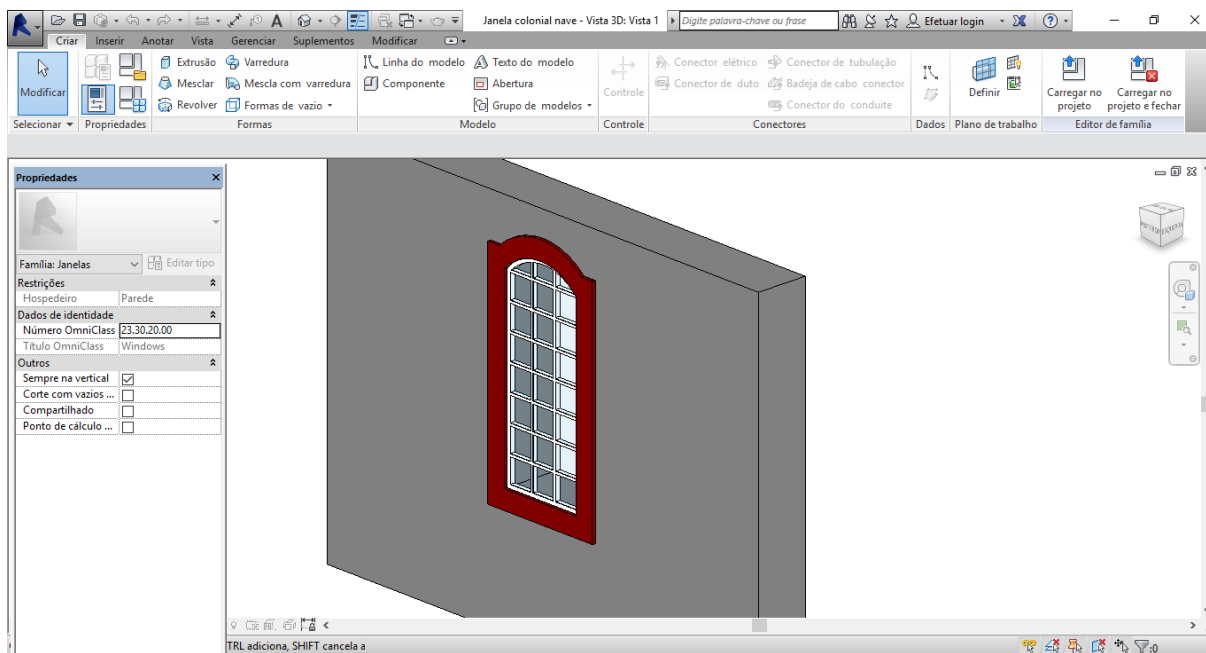 Janela colonial nave - Vista 3D: Vista 1
Digite palavra-chave ou frase
Efetuar login
Criar Inserir Anotar Vista Gerenciar Suplementos Modificar
Modificar
Extrusão Varredura
Mesclar Mescla com varredura
Revolver Formas de vazio
Linha do modelo Texto do modelo
Componente Abertura
Grupo de modelos
Controle
Conector elétrico Conector de tubulação
Conector de duto Badeja de cabo conector
Conector do conduite
Definir
Carregar no projeto
Carregar no projeto e fechar
Selecionar Propriedades Formas Modelo Controle Conectores Dados Plano de trabalho Editor de família
Propriedades
Família: Janelas Editar tipo
Restrições
Hospedeiro Parede
Dados de identidade
Número OmniClass 23.30.20.00
Título OmniClass Windows
Outros
Sempre na vertical
Corte com vazios ...
Compartilhado
Ponto de cálculo ...
TRL adiciona, SHIFT cancela a
:0